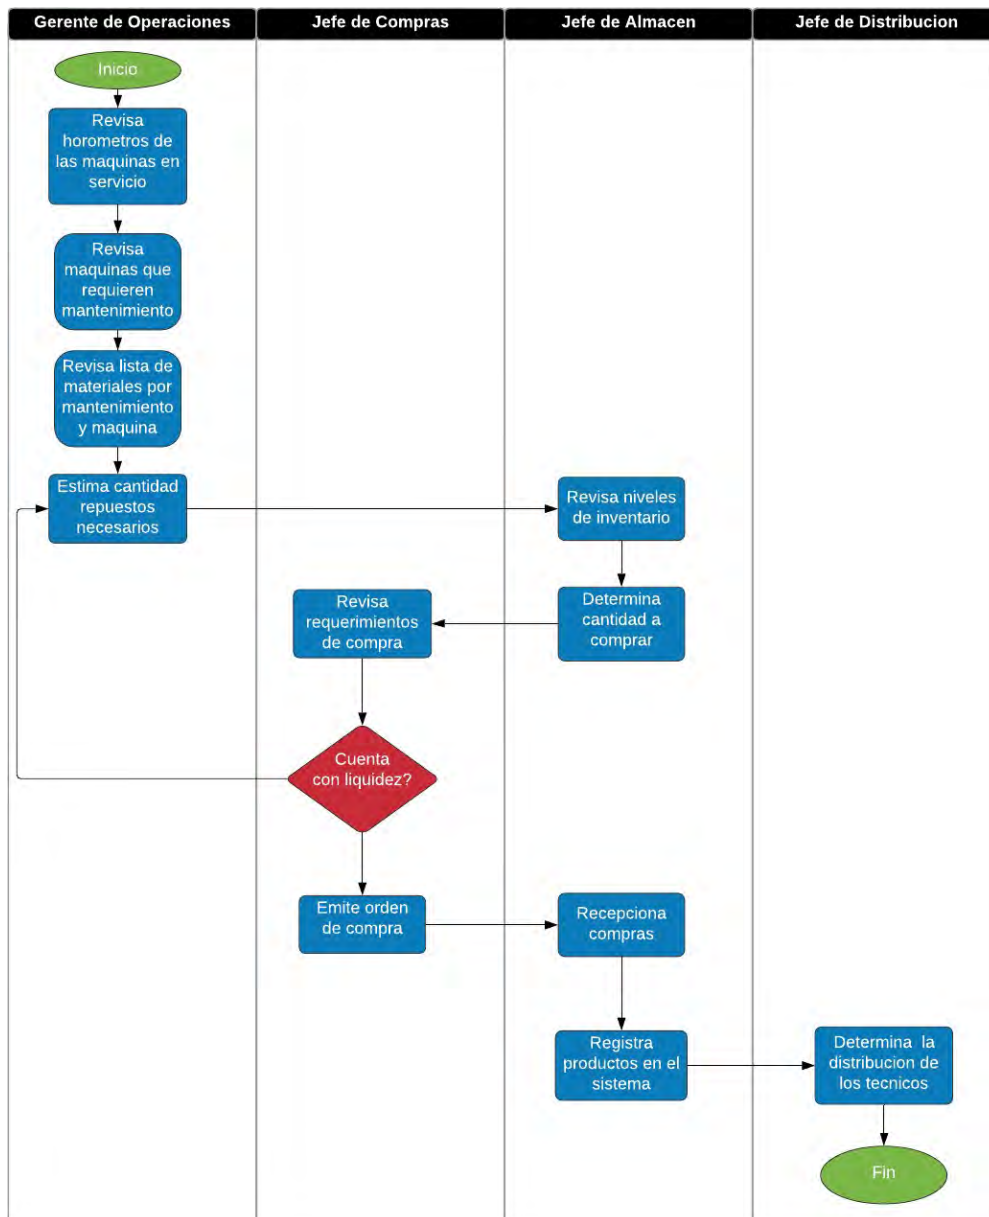 Gerente de Operaciones
Jefe de Compras
Jefe de Almacen
Jefe de Distribucion
Inicio
Revisa
horometros de
las maquinas en
servicio
Revisa
maquinas que
requieren
mantenimiento
Revisa lista de
materiales por
mantenimiento
y maquina
Estima cantidad
repuestos
necesarios
Revisa niveles
de inventario
Determina
cantidad a
comprar
Revisa
requerimientos
de compra
Cuenta
con liquidez?
Emite orden
de compra
Recepciona
compras
Registra
productos en el
sistema
Determina la
distribucion de
los tecnicos
Fin